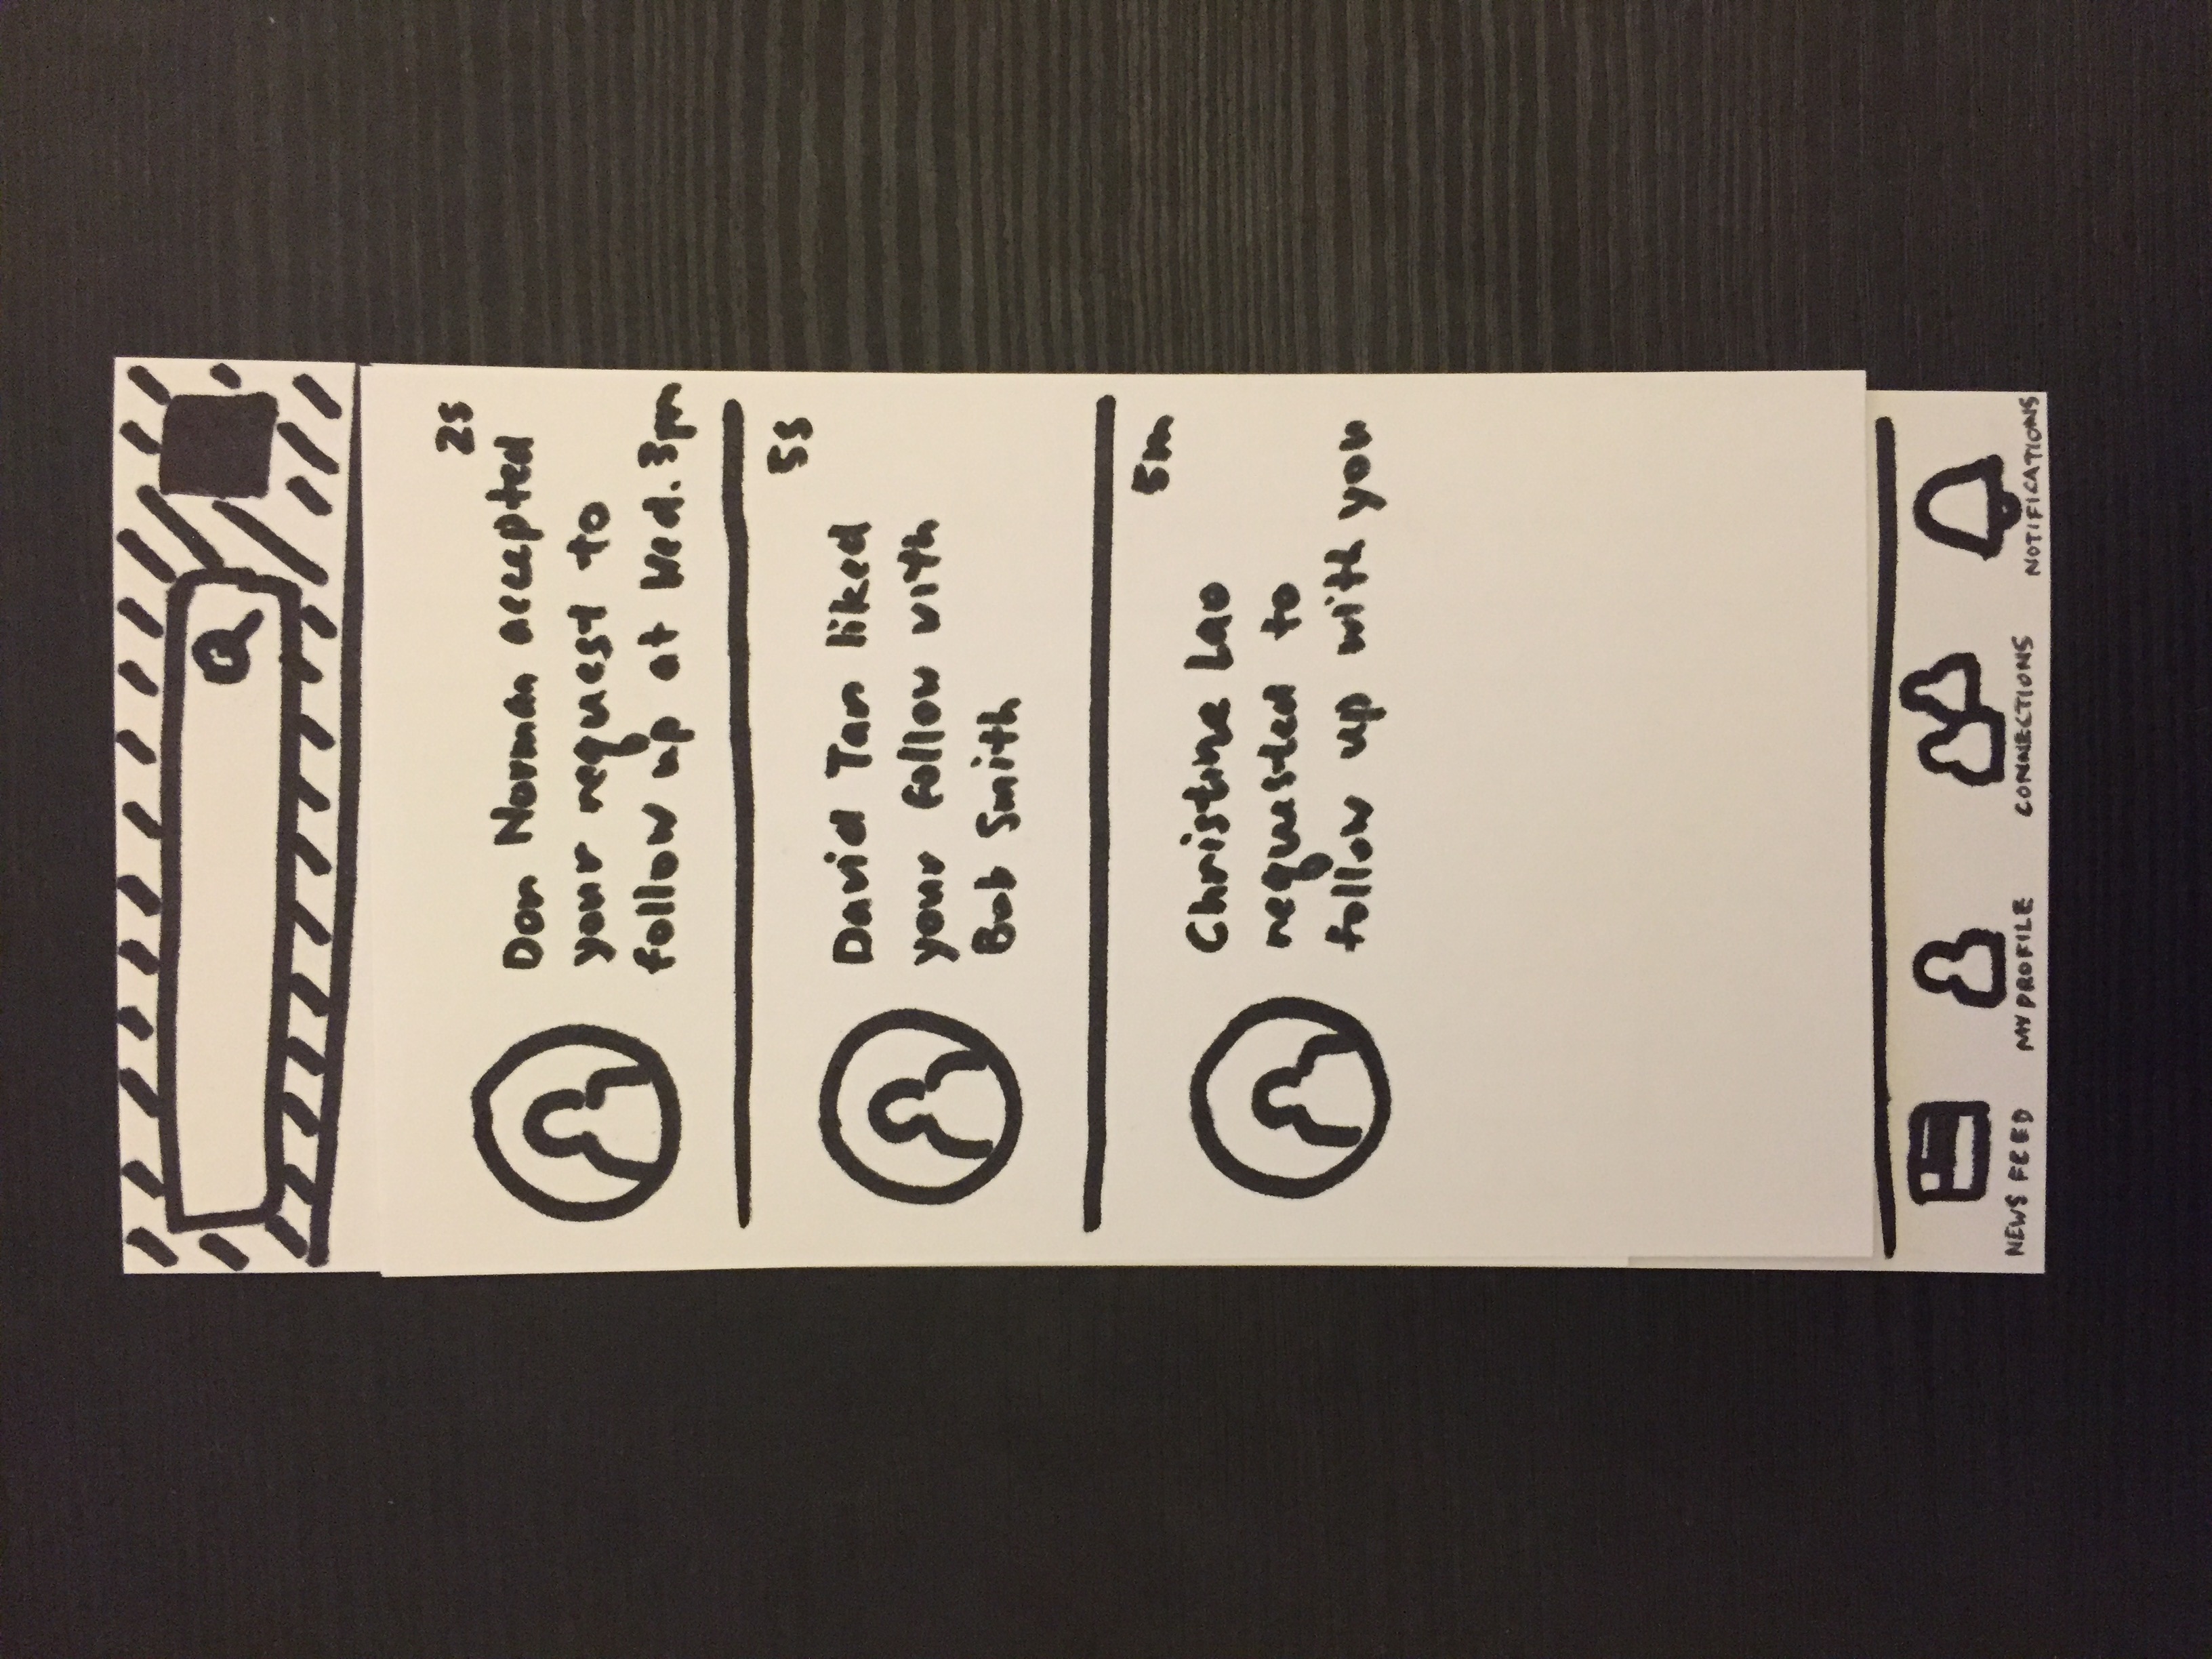 2s
Don Norman accepted
your request to
follow up at Wed. 3pm
5s
David Tan liked
your follow with
Bob Smith
5m
Christine Lao
requested to
follow up with you
NEWS FEED MY PROFILE CONNECTIONS NOTIFICATIONS